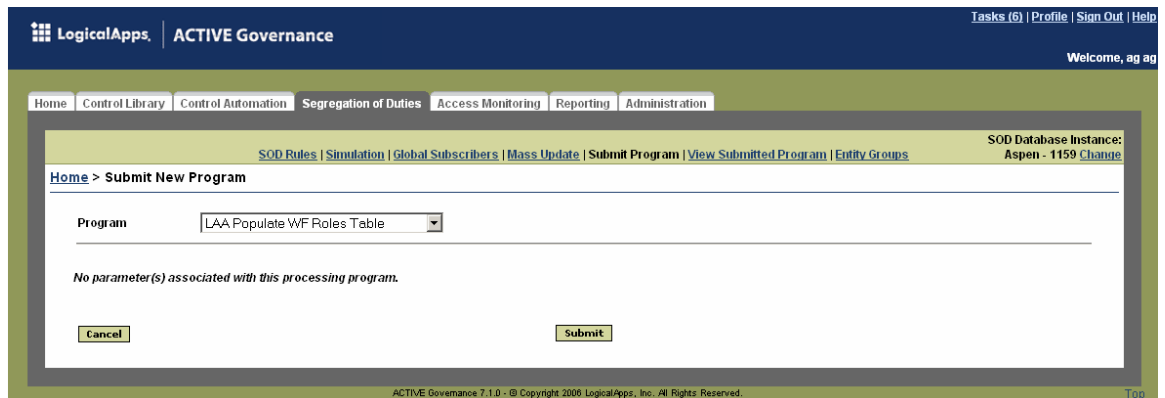 Tasks (6) | Profile | Sign Out | Help
LogicalApps. ACTIVE Governance
Welcome, ag ag
Home Control Library Control Automation Segregation of Duties Access Monitoring Reporting Administration
SOD Database Instance:
SOD Rules | Simulation | Global Subscribers | Mass Update | Submit Program | View Submitted Program | Entity Groups
Aspen - 1159 Change
Home > Submit New Program
Program LAA Populate WF Roles Table
No parameter(s) associated with this processing program.
Cancel Submit
ACTIVE Governance 7.1.0 - © Copyright 2006 LogicalApps, Inc. All Rights Reserved.
Top